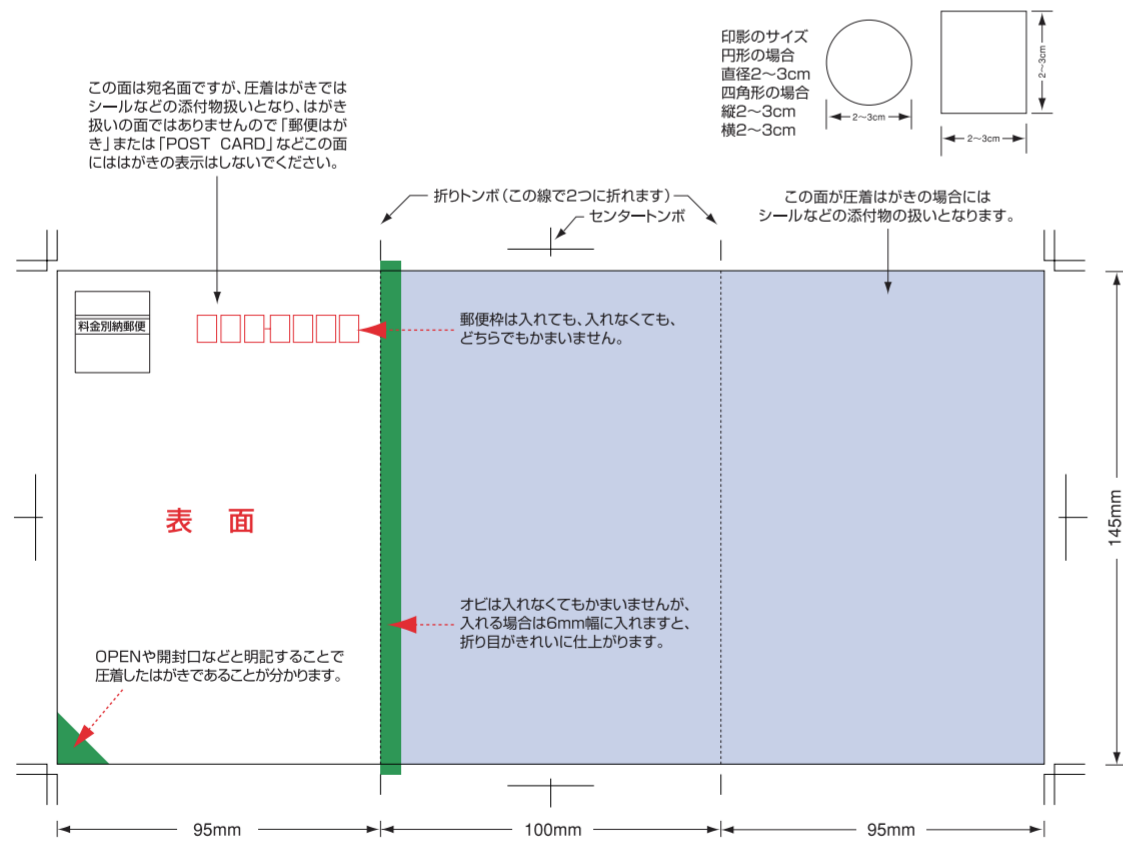 印影のサイズ
円形の場合
直径2〜3cm
四角形の場合
縦2〜3cm
横2〜3cm
2〜3cm
2〜3cm
2〜3cm
この面は宛名面ですが、圧着はがきでは
シールなどの添付物扱いとなり、はがき
扱いの面ではありませんので「郵便はが
き」または「POST CARD」などこの面
にははがきの表示はしないでください。
折りトンボ(この線で2つに折れます)
センタートンボ
この面が圧着はがきの場合には
シールなどの添付物の扱いとなります。
料金別納郵便
郵便枠は入れても、入れなくても、
どちらでもかまいません。
表 面
145mm
オビは入れなくてもかまいませんが、
入れる場合は6mm幅に入れますと、
折り目がきれいに仕上がります。
OPENや開封口などと明記することで
圧着したはがきであることが分かります。
95mm
100mm
95mm